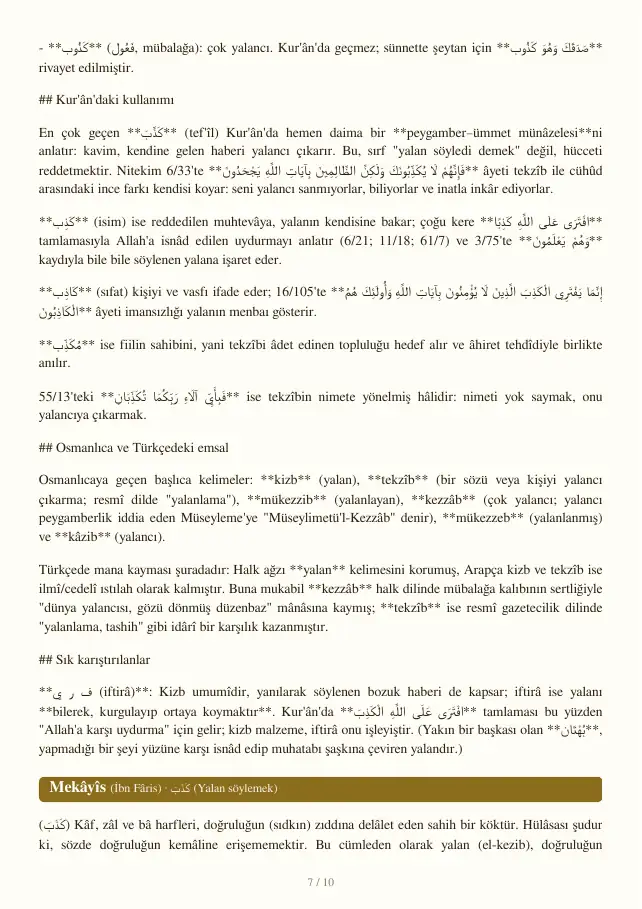 - **كَذُوب** (فَعُول, mübalağa): çok yalancı. Kur'ân'da geçmez; sünnette şeytan için **صَدَقَكَ وَهُوَ كَذُوب**
rivayet edilmiştir.
## Kur'ân'daki kullanımı
En çok geçen **كَذَّبَ** (tef'îl) Kur'ân'da hemen daima bir **peygamber–ümmet münâzelesi**ni
anlatır: kavim, kendine gelen haberi yalancı çıkarır. Bu, sırf "yalan söyledi demek" değil, hücceti
reddetmektir. Nitekim 6/33'te **فَإِنَّهُمْ لَا يُكَذِّبُونَكَ وَلَٰكِنَّ الظَّالِمِينَ بِآيَاتِ اللَّهِ يَجْحَدُونَ** âyeti tekzîb ile cühûd
arasındaki ince farkı kendisi koyar: seni yalancı sanmıyorlar, biliyorlar ve inatla inkâr ediyorlar.
**كَذِب** (isim) ise reddedilen muhtevâya, yalanın kendisine bakar; çoğu kere **افْتَرَى عَلَى اللَّهِ كَذِبًا**
tamlamasıyla Allah'a isnâd edilen uydurmayı anlatır (6/21; 11/18; 61/7) ve 3/75'te **وَهُمْ يَعْلَمُونَ**
kaydıyla bile bile söylenen yalana işaret eder.
**كَاذِب** (sıfat) kişiyi ve vasfı ifade eder; 16/105'te **إِنَّمَا يَفْتَرِي الْكَذِبَ الَّذِينَ لَا يُؤْمِنُونَ بِآيَاتِ اللَّهِ وَأُولَٰئِكَ هُمُ
الْكَاذِبُونَ** âyeti imansızlığı yalanın menbaı gösterir.
**مُكَذِّب** ise fiilin sahibini, yani tekzîbi âdet edinen topluluğu hedef alır ve âhiret tehdîdiyle birlikte
anılır.
55/13'teki **فَبِأَيِّ آلَاءِ رَبِّكُمَا تُكَذِّبَانِ** ise tekzîbin nimete yönelmiş hâlidir: nimeti yok saymak, onu
yalancıya çıkarmak.
## Osmanlıca ve Türkçedeki emsal
Osmanlıcaya geçen başlıca kelimeler: **kizb** (yalan), **tekzîb** (bir sözü veya kişiyi yalancı
çıkarma; resmî dilde "yalanlama"), **mükezzib** (yalanlayan), **kezzâb** (çok yalancı; yalancı
peygamberlik iddia eden Müseyleme'ye "Müseylimetü'l-Kezzâb" denir), **mükezzeb** (yalanlanmış)
ve **kâzib** (yalancı).
Türkçede mana kayması şuradadır: Halk ağzı **yalan** kelimesini korumuş, Arapça kizb ve tekzîb ise
ilmî/cedelî ıstılah olarak kalmıştır. Buna mukabil **kezzâb** halk dilinde mübalağa kalıbının sertliğiyle
"dünya yalancısı, gözü dönmüş düzenbaz" mânâsına kaymış; **tekzîb** ise resmî gazetecilik dilinde
"yalanlama, tashih" gibi idârî bir karşılık kazanmıştır.
## Sık karıştırılanlar
**ف ر ي (iftirâ)**: Kizb umumîdir, yanılarak söylenen bozuk haberi de kapsar; iftirâ ise yalanı
**bilerek, kurgulayıp ortaya koymaktır**. Kur'ân'da **افْتَرَى عَلَى اللَّهِ الْكَذِبَ** tamlaması bu yüzden
"Allah'a karşı uydurma" için gelir; kizb malzeme, iftirâ onu işleyiştir. (Yakın bir başkası olan **بُهْتَان**,
yapmadığı bir şeyi yüzüne karşı isnâd edip muhatabı şaşkına çeviren yalandır.)
Mekâyîs (İbn Fâris) · كَذَبَ (Yalan söylemek)
(كَذَبَ) Kâf, zâl ve bâ harfleri, doğruluğun (sıdkın) zıddına delâlet eden sahih bir köktür. Hülâsası şudur
ki, sözde doğruluğun kemâline erişememektir. Bu cümleden olarak yalan (el-kezib), doğruluğun
7 / 10